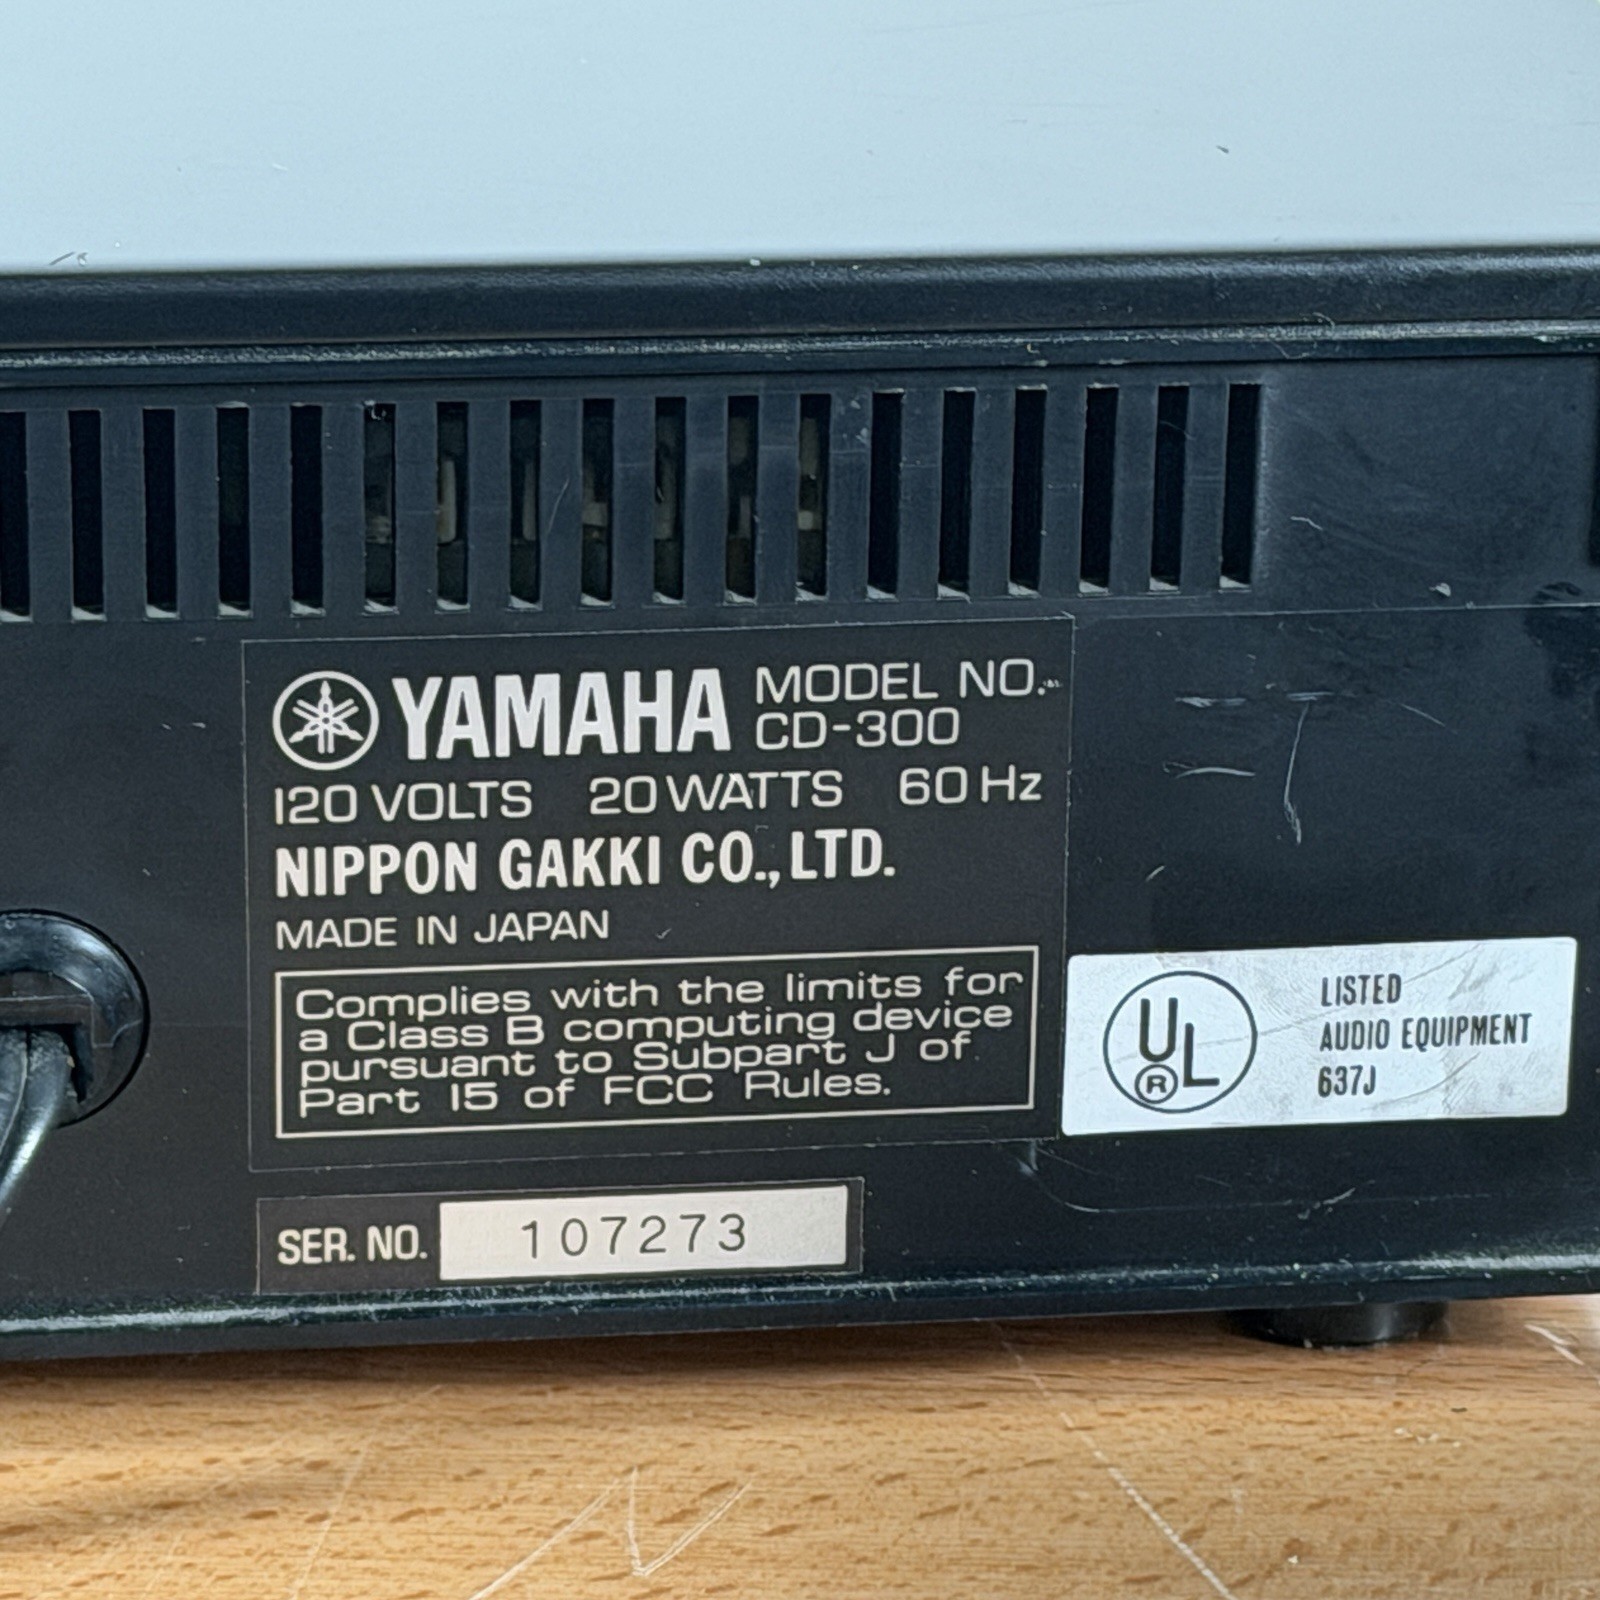 YAMAHA MODEL NO.
CD-300
120 VOLTS 20 WATTS 60 Hz
NIPPON GAKKI CO., LTD.
MADE IN JAPAN
Complies with the limits for
a Class B computing device
pursuant to Subpart J of
Part 15 of FCC Rules.
UL ®
LISTED
AUDIO EQUIPMENT
637J
SER. NO. 107273